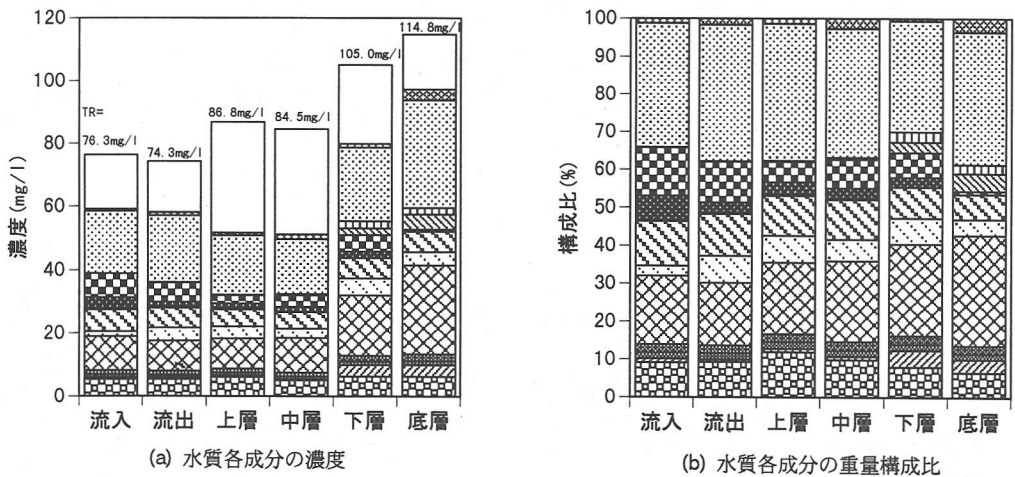 120
100
80
60
40
20
0
濃度(mg/l)
TR=
76.3mg/l
74.3mg/l
86.8mg/l
84.5mg/l
105.0mg/l
114.8mg/l
流入 流出 上層 中層 下層 底層
(a) 水質各成分の濃度
100
90
80
70
60
50
40
30
20
10
0
構成比(%)
流入 流出 上層 中層 下層 底層
(b) 水質各成分の重量構成比